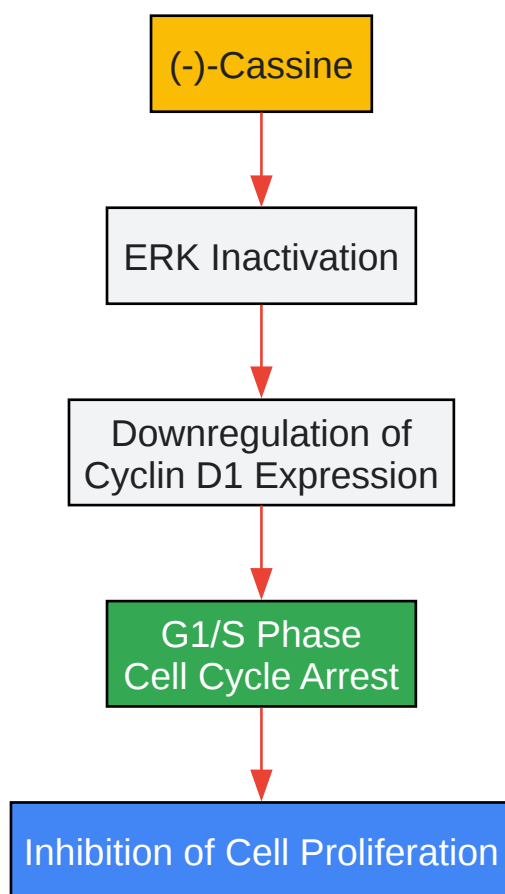 (-)-Cassine
ERK Inactivation
Downregulation of
Cyclin D1 Expression
G1/S Phase
Cell Cycle Arrest
Inhibition of Cell Proliferation